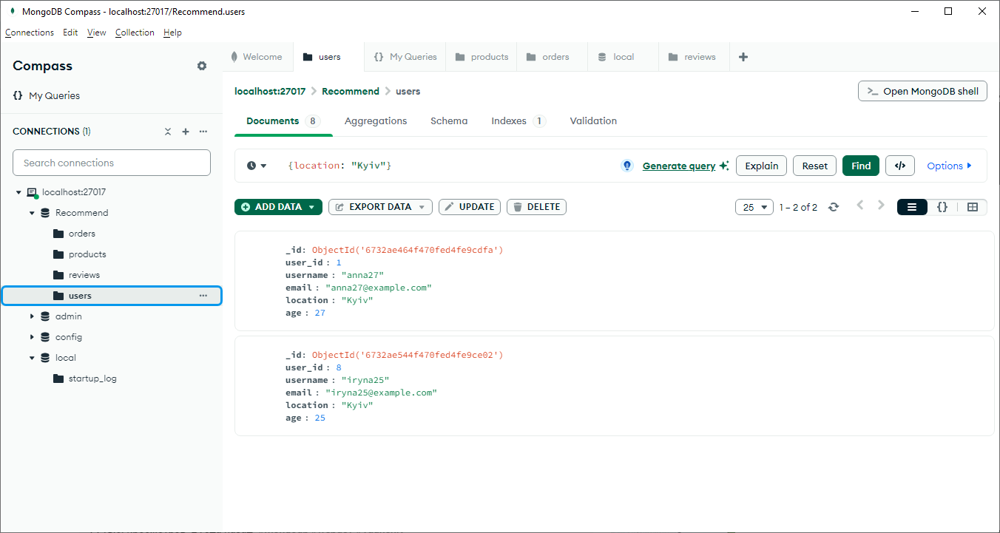 MongoDB Compass - localhost:27017/Recommend.users
Connections Edit View Collection Help
Compass
{} My Queries
CONNECTIONS (1)
Search connections
localhost:27017
Recommend
orders
products
reviews
users
admin
config
local
startup_log
Welcome users {} My Queries products orders local reviews
localhost:27017 > Recommend > users
>_ Open MongoDB shell
Documents 8 Aggregations Schema Indexes 1 Validation
{location: "Kyiv"}
Generate query Explain Reset Find </> Options
ADD DATA EXPORT DATA UPDATE DELETE
25 1 – 2 of 2 {}
_id: ObjectId('6732ae464f470fed4fe9cdfa')
user_id : 1
username : "anna27"
email : "anna27@example.com"
location : "Kyiv"
age : 27
_id: ObjectId('6732ae544f470fed4fe9ce02')
user_id : 8
username : "iryna25"
email : "iryna25@example.com"
location : "Kyiv"
age : 25